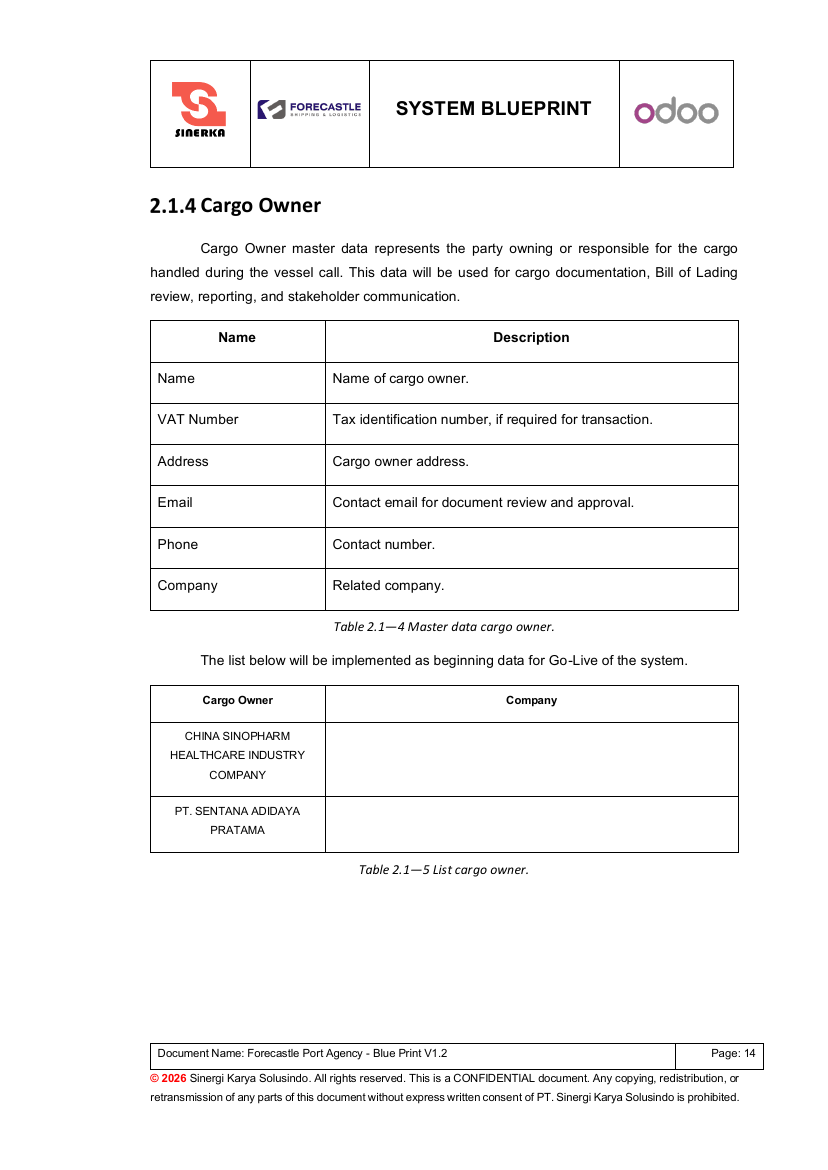 SINERKA
FORECASTLE
SHIPPING & LOGISTICS
SYSTEM BLUEPRINT
odoo
2.1.4 Cargo Owner
Cargo Owner master data represents the party owning or responsible for the cargo
handled during the vessel call. This data will be used for cargo documentation, Bill of Lading
review, reporting, and stakeholder communication.
Name Description
Name Name of cargo owner.
VAT Number Tax identification number, if required for transaction.
Address Cargo owner address.
Email Contact email for document review and approval.
Phone Contact number.
Company Related company.
Table 2.1—4 Master data cargo owner.
The list below will be implemented as beginning data for Go-Live of the system.
Cargo Owner Company
CHINA SINOPHARM
HEALTHCARE INDUSTRY
COMPANY
PT. SENTANA ADIDAYA
PRATAMA
Table 2.1—5 List cargo owner.
Document Name: Forecastle Port Agency - Blue Print V1.2 Page: 14
© 2026 Sinergi Karya Solusindo. All rights reserved. This is a CONFIDENTIAL document. Any copying, redistribution, or
retransmission of any parts of this document without express written consent of PT. Sinergi Karya Solusindo is prohibited.